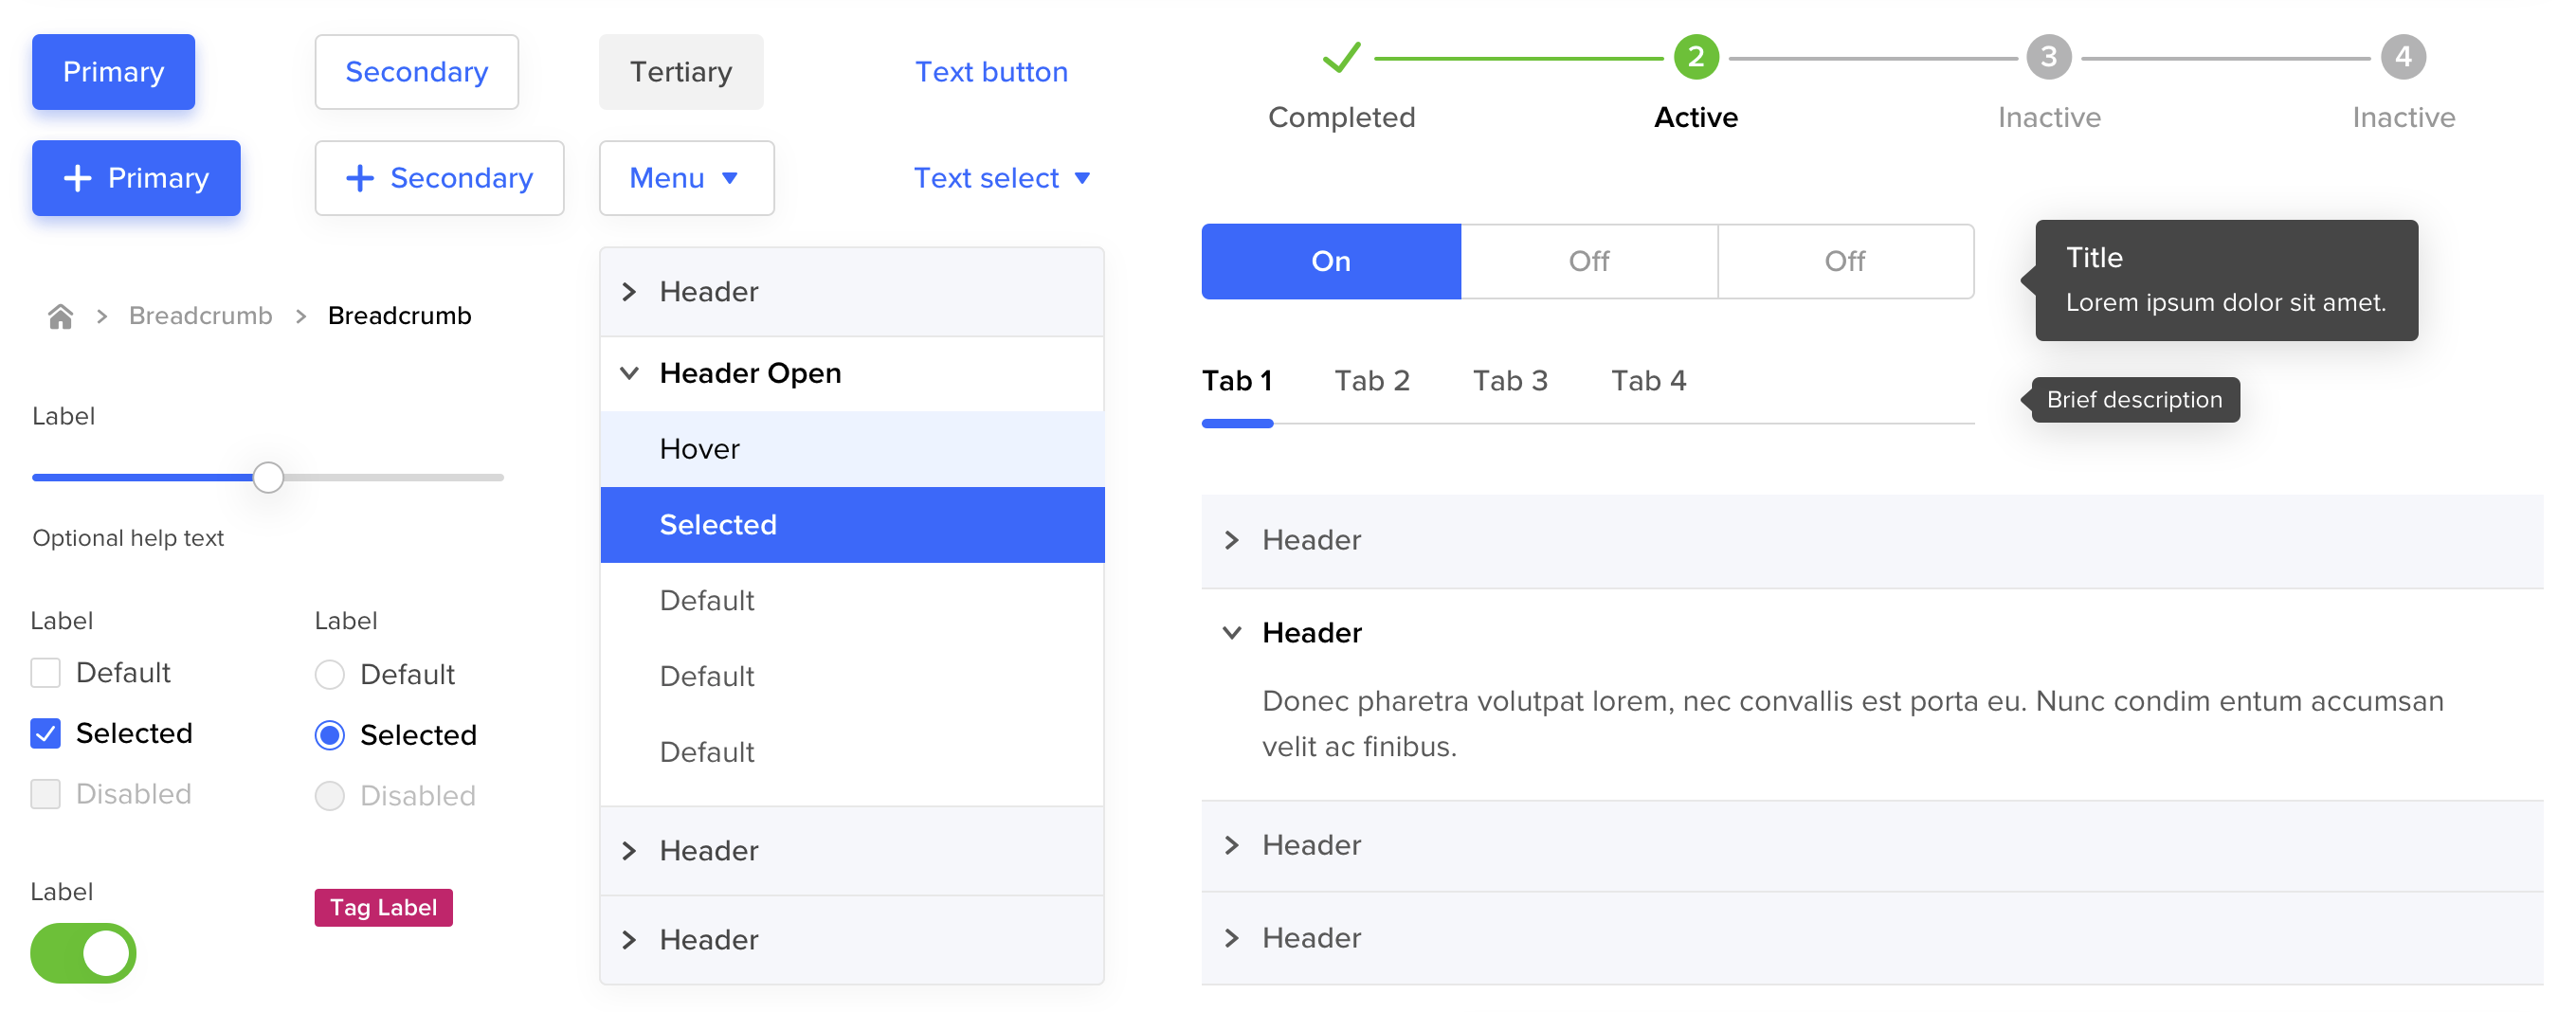 Primary
Secondary
Tertiary
Text button
Primary
Secondary
Menu
Text select
Breadcrumb
Breadcrumb
Label
Optional help text
Label
Default
Selected
Disabled
Label
Default
Selected
Disabled
Label
Tag Label
Header
Header Open
Hover
Selected
Default
Default
Default
Header
Header
2
3
4
Completed
Active
Inactive
Inactive
On
Off
Off
Title
Lorem ipsum dolor sit amet.
Tab 1
Tab 2
Tab 3
Tab 4
Brief description
Header
Header
Donec pharetra volutpat lorem, nec convallis est porta eu. Nunc condim entum accumsan
velit ac finibus.
Header
Header